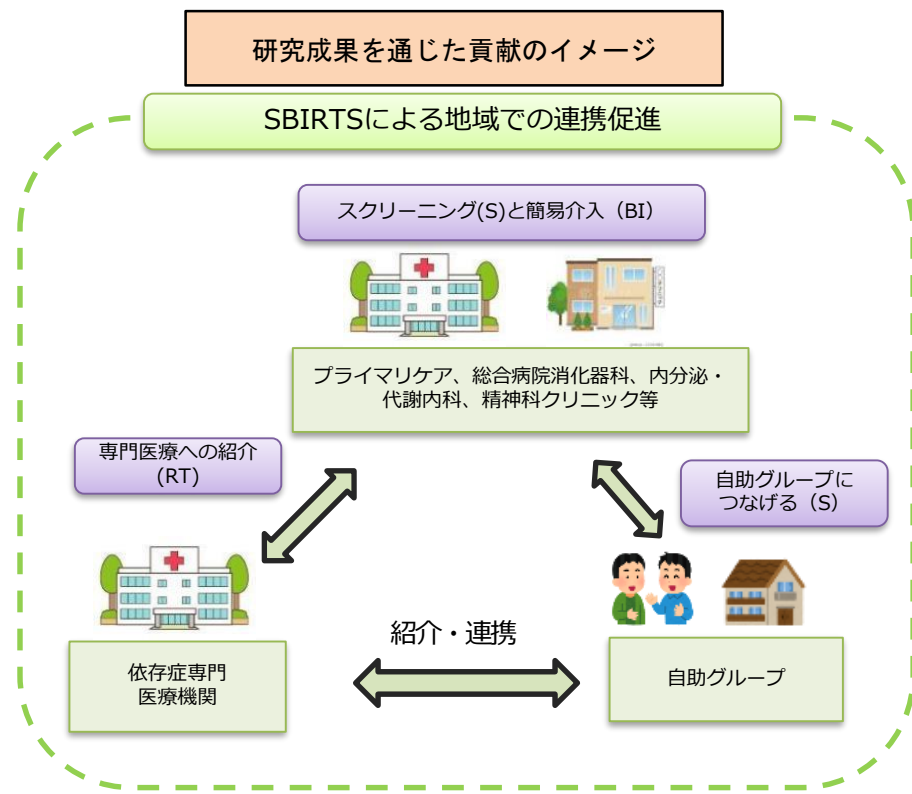 研究成果を通じた貢献のイメージ
SBIRTSによる地域での連携促進
スクリーニング(S)と簡易介入（BI）
プライマリケア、総合病院消化器科、内分泌・
代謝内科、精神科クリニック等
専門医療への紹介
(RT)
自助グループに
つなげる（S）
紹介・連携
依存症専門
医療機関
自助グループ